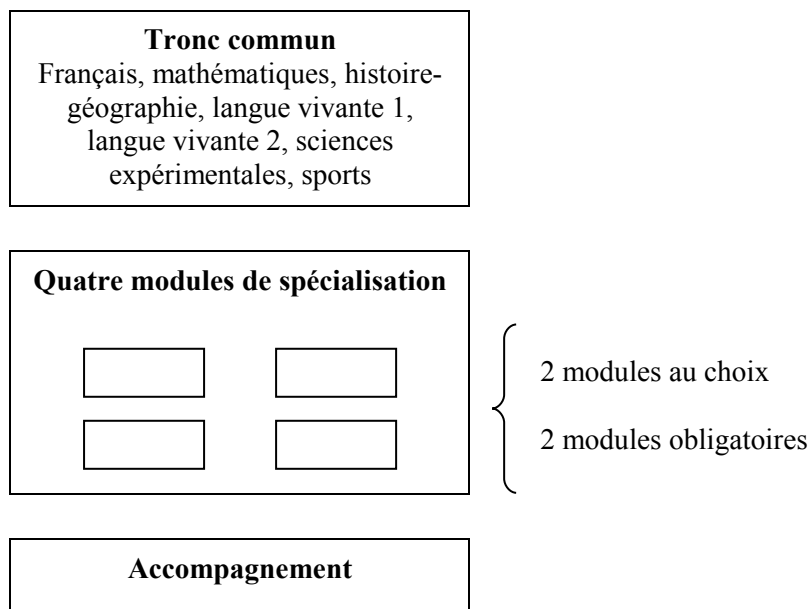 Tronc commun
Français, mathématiques, histoire-
géographie, langue vivante 1,
langue vivante 2, sciences
expérimentales, sports
Quatre modules de spécialisation
2 modules au choix
2 modules obligatoires
Accompagnement